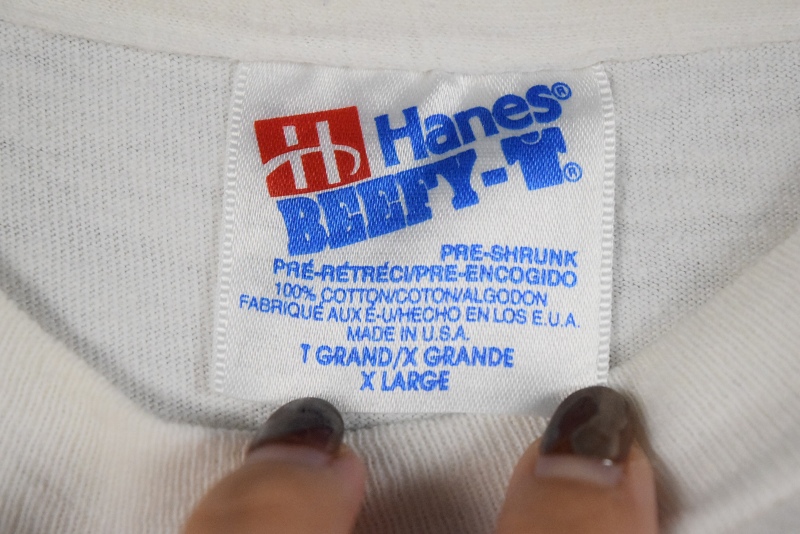 H Hanes®
BEEFY-T®
PRE-SHRUNK
PRÉ-RÉTRÉCI/PRE-ENCOGIDO
100% COTTON/COTON/ALGODON
FABRIQUÉ AUX É-U/HECHO EN LOS E.U.A.
MADE IN U.S.A.
T GRAND/X GRANDE
X LARGE